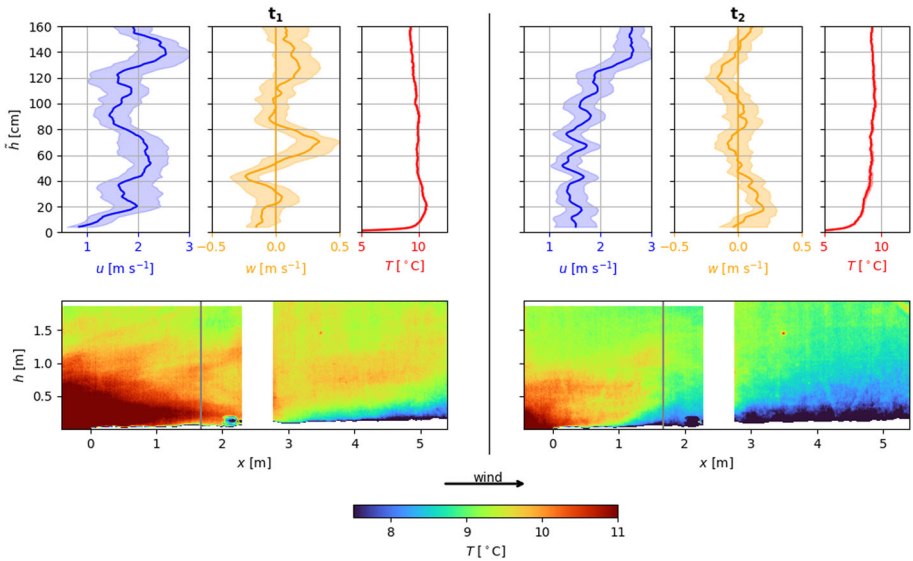 t₁ t₂
160
140
120
100
80
60
40
20
0
h̃ [cm]
1 2 3 −0.5 0.0 0.5 5 10 1 2 3 −0.5 0.0 0.5 5 10
u [m s⁻¹] w [m s⁻¹] T [°C] u [m s⁻¹] w [m s⁻¹] T [°C]
1.5
1.0
0.5
h [m]
0 1 2 3 4 5 0 1 2 3 4 5
x [m] x [m]
wind
8 9 10 11
T [°C]